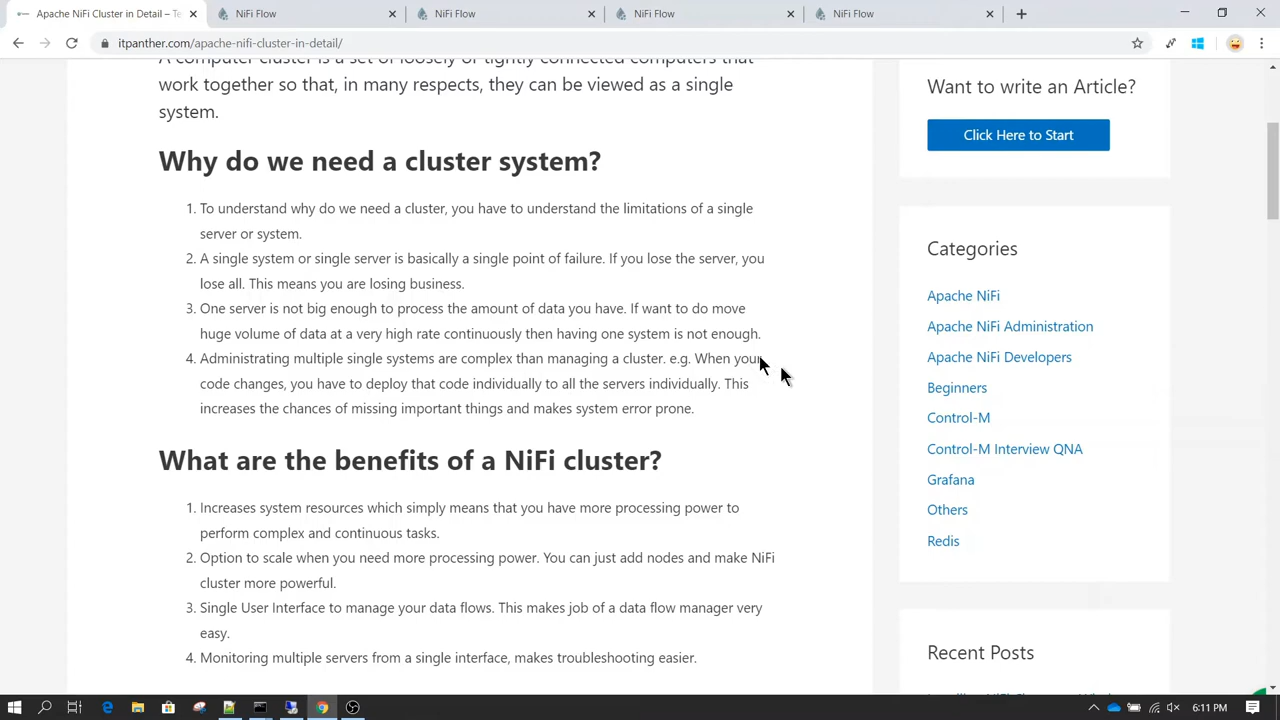 Apache NiFi Cluster in Detail – Te
NiFi Flow
NiFi Flow
NiFi Flow
NiFi Flow
itpanther.com/apache-nifi-cluster-in-detail/
A computer cluster is a set of loosely or tightly connected computers that
work together so that, in many respects, they can be viewed as a single
system.
Why do we need a cluster system?
1. To understand why do we need a cluster, you have to understand the limitations of a single
server or system.
2. A single system or single server is basically a single point of failure. If you lose the server, you
lose all. This means you are losing business.
3. One server is not big enough to process the amount of data you have. If want to do move
huge volume of data at a very high rate continuously then having one system is not enough.
4. Administrating multiple single systems are complex than managing a cluster. e.g. When your
code changes, you have to deploy that code individually to all the servers individually. This
increases the chances of missing important things and makes system error prone.
What are the benefits of a NiFi cluster?
1. Increases system resources which simply means that you have more processing power to
perform complex and continuous tasks.
2. Option to scale when you need more processing power. You can just add nodes and make NiFi
cluster more powerful.
3. Single User Interface to manage your data flows. This makes job of a data flow manager very
easy.
4. Monitoring multiple servers from a single interface, makes troubleshooting easier.
Want to write an Article?
Click Here to Start
Categories
Apache NiFi
Apache NiFi Administration
Apache NiFi Developers
Beginners
Control-M
Control-M Interview QNA
Grafana
Others
Redis
Recent Posts
6:11 PM